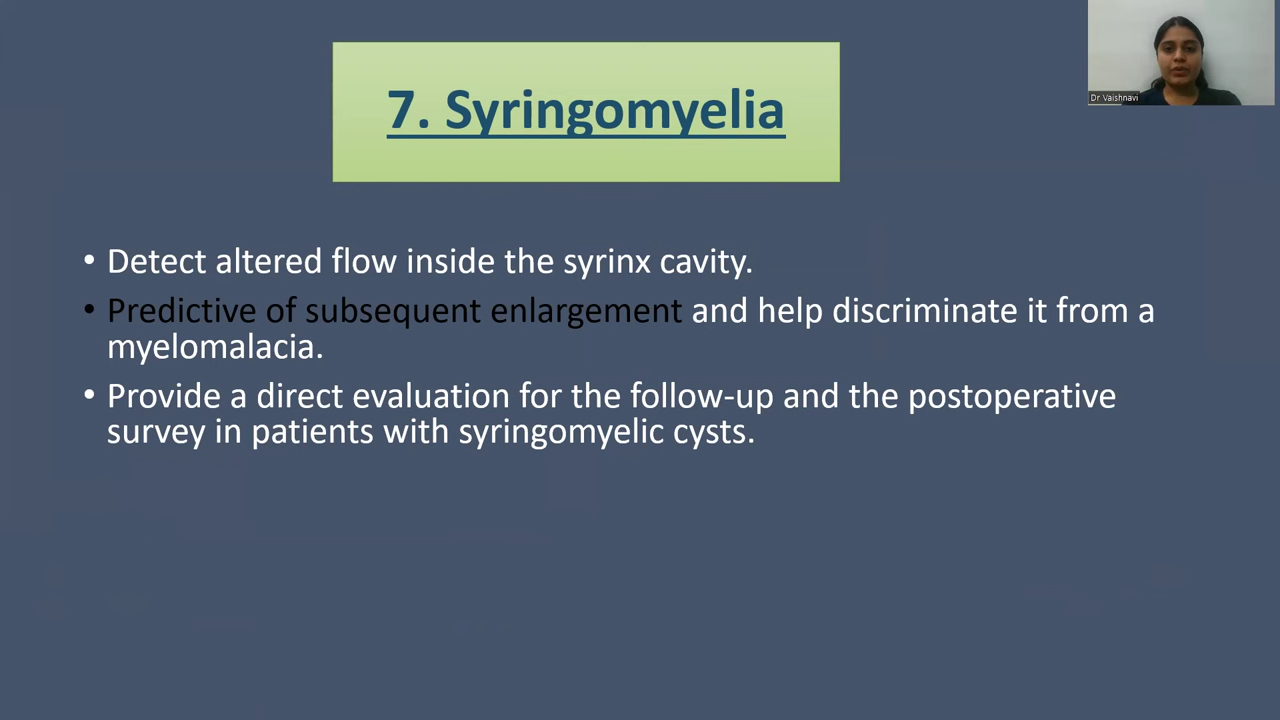 7. Syringomyelia
Dr Vaishnavi
• Detect altered flow inside the syrinx cavity.
• Predictive of subsequent enlargement and help discriminate it from a
myelomalacia.
• Provide a direct evaluation for the follow-up and the postoperative
survey in patients with syringomyelic cysts.